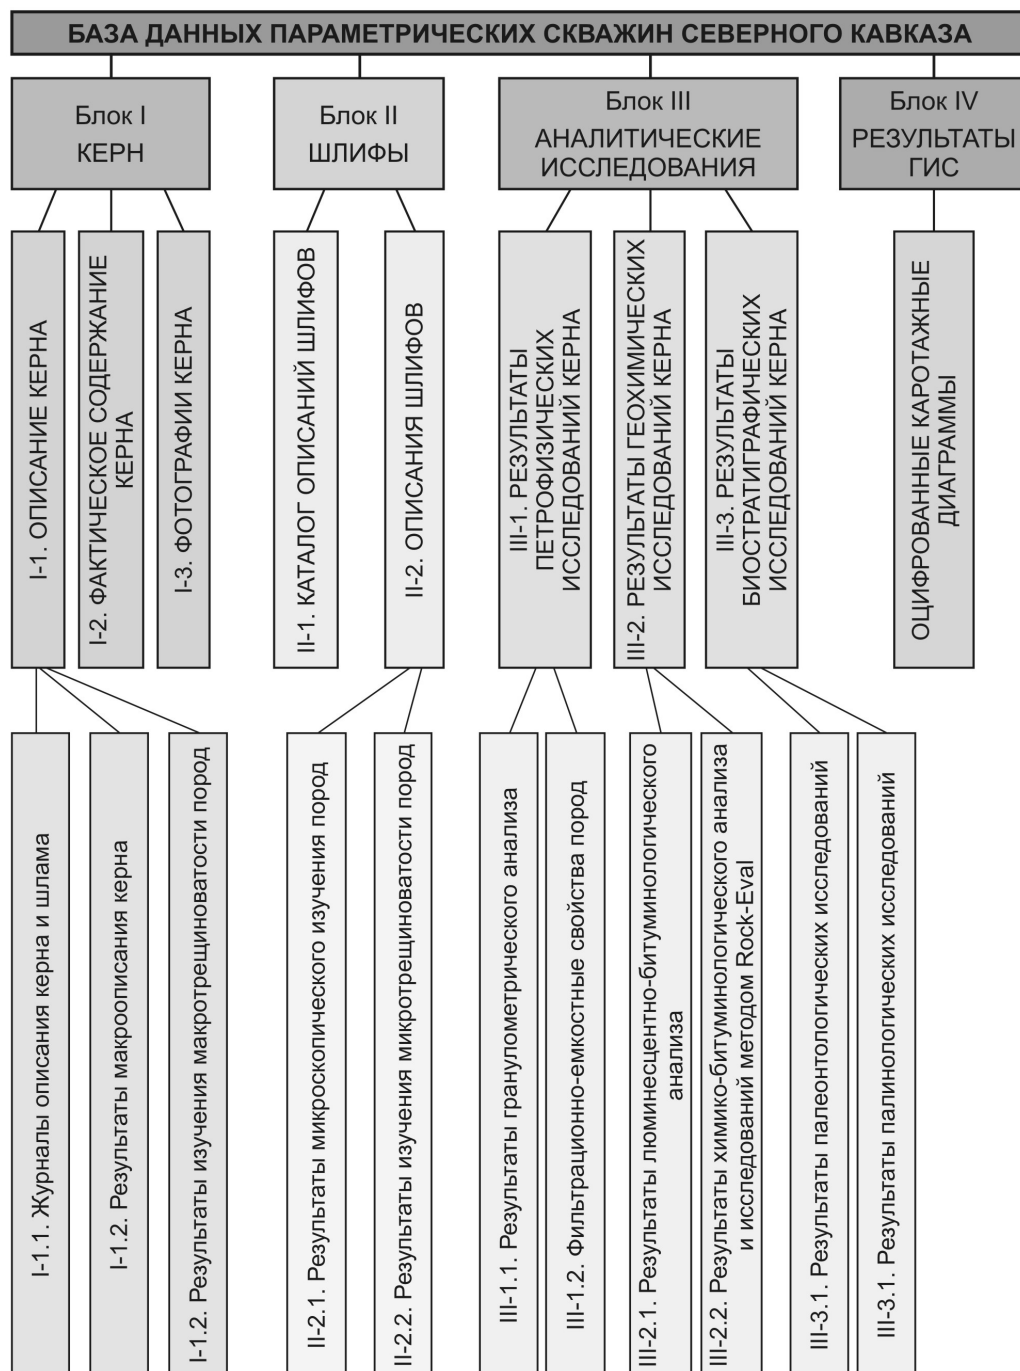 БАЗА ДАННЫХ ПАРАМЕТРИЧЕСКИХ СКВАЖИН СЕВЕРНОГО КАВКАЗА
Блок I
КЕРН
Блок II
ШЛИФЫ
Блок III
АНАЛИТИЧЕСКИЕ
ИССЛЕДОВАНИЯ
Блок IV
РЕЗУЛЬТАТЫ
ГИС
I-1. ОПИСАНИЕ КЕРНА
I-2. ФАКТИЧЕСКОЕ СОДЕРЖАНИЕ
КЕРНА
I-3. ФОТОГРАФИИ КЕРНА
II-1. КАТАЛОГ ОПИСАНИЙ ШЛИФОВ
II-2. ОПИСАНИЯ ШЛИФОВ
III-1. РЕЗУЛЬТАТЫ
ПЕТРОФИЗИЧЕСКИХ
ИССЛЕДОВАНИЙ КЕРНА
III-2. РЕЗУЛЬТАТЫ ГЕОХИМИЧЕСКИХ
ИССЛЕДОВАНИЙ КЕРНА
III-3. РЕЗУЛЬТАТЫ
БИОСТРАТИГРАФИЧЕСКИХ
ИССЛЕДОВАНИЙ КЕРНА
ОЦИФРОВАННЫЕ КАРОТАЖНЫЕ
ДИАГРАММЫ
I-1.1. Журналы описания керна и шлама
I-1.2. Результаты макроописания керна
I-1.2. Результаты изучения макротрещиноватости пород
II-2.1. Результаты микроскопического изучения пород
II-2.2. Результаты изучения микротрещиноватости пород
III-1.1. Результаты гранулометрического анализа
III-1.2. Фильтрационно-емкостные свойства пород
III-2.1. Результаты люминесцентно-битуминологического
анализа
III-2.2. Результаты химико-битуминологического анализа
и исследований методом Rock-Eval
III-3.1. Результаты палеонтологических исследований
III-3.1. Результаты палинологических исследований